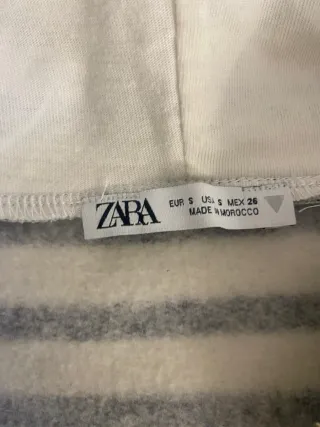 ZARA
EUR S USA S MEX 26
MADE IN MOROCCO